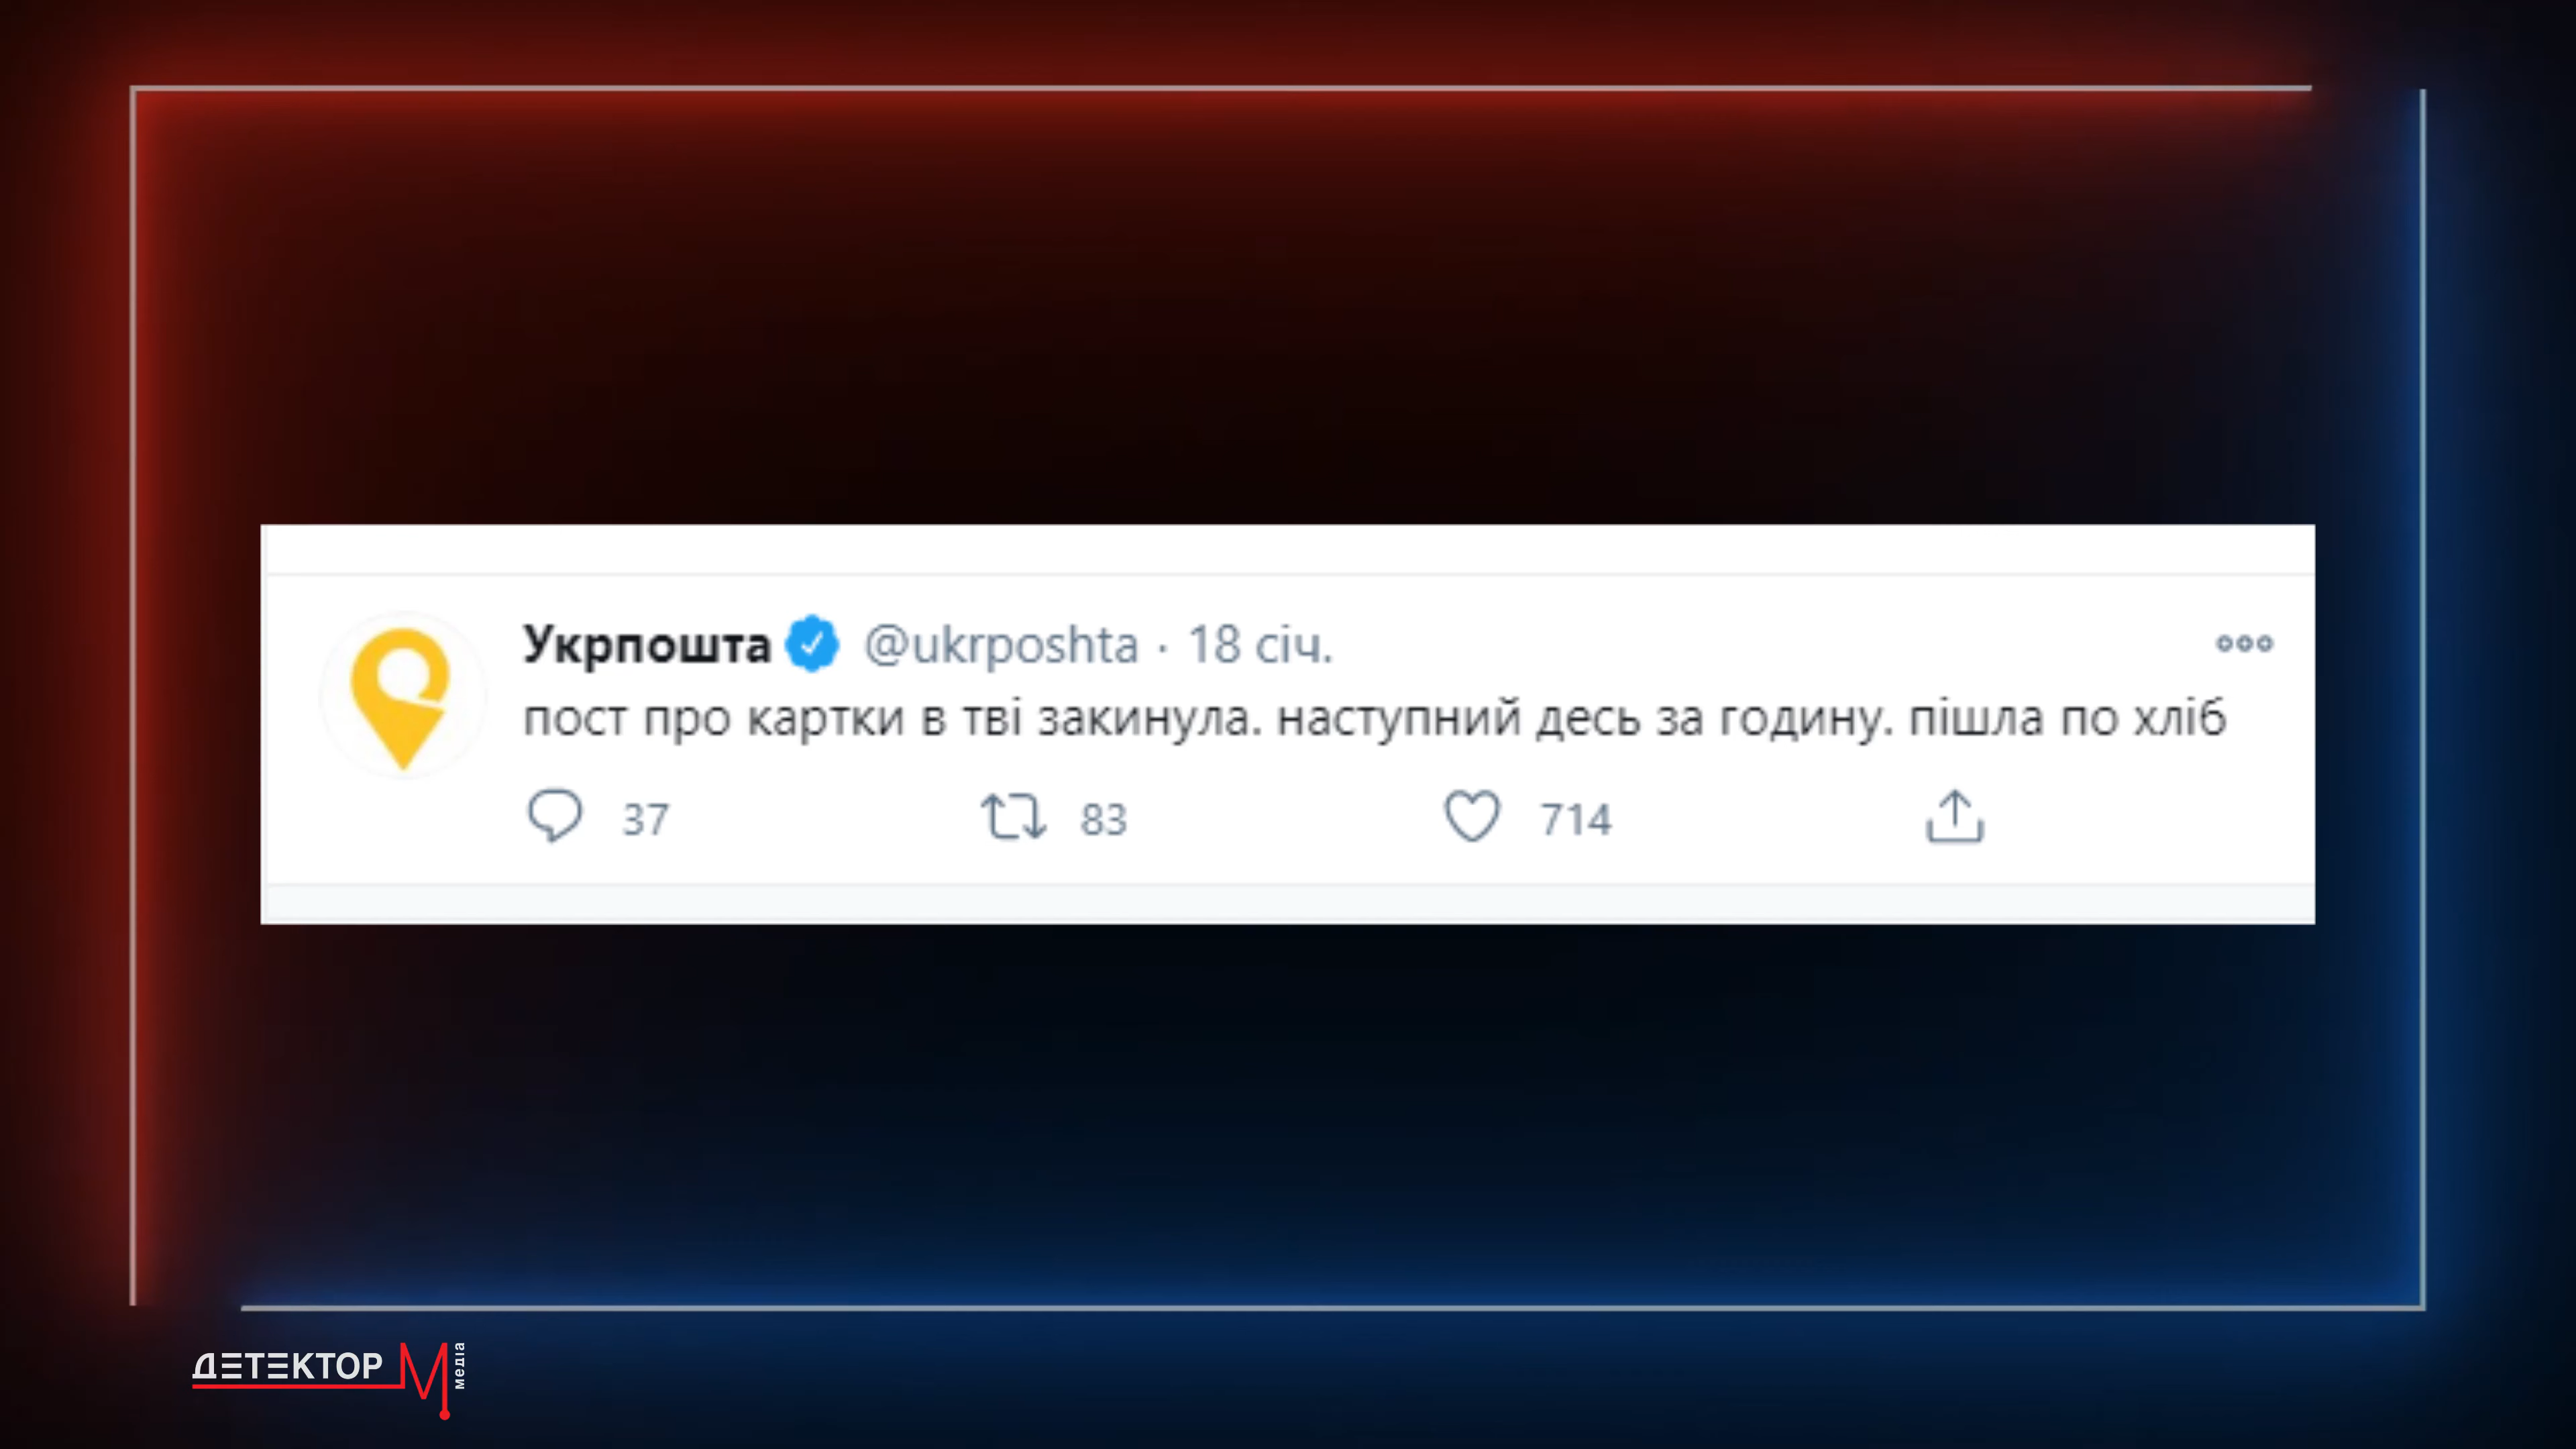 Укрпошта @ukrposhta · 18 січ.
пост про картки в тві закинула. наступний десь за годину. пішла по хліб
37 83 714
ДЕТЕКТОР М медіа